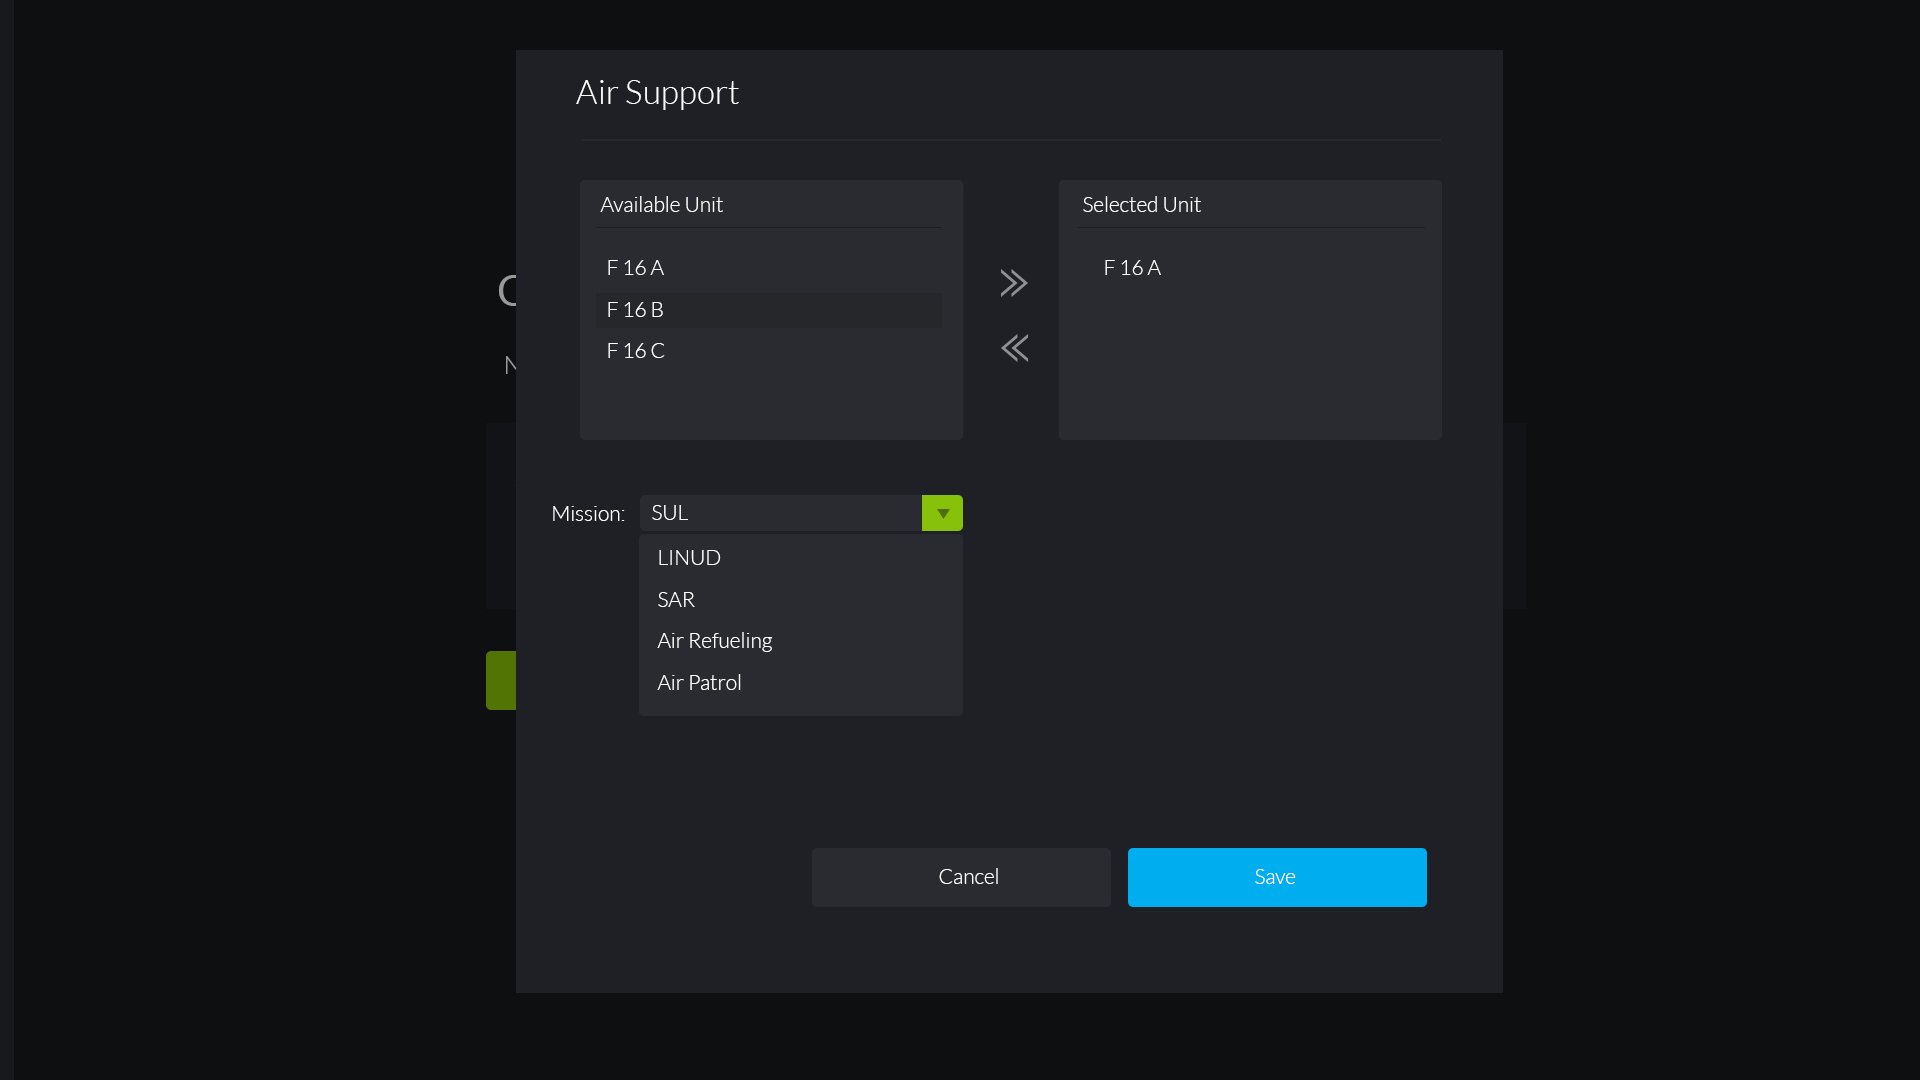 Air Support
Available Unit
F 16 A
F 16 B
F 16 C
Selected Unit
F 16 A
Mission:
SUL
LINUD
SAR
Air Refueling
Air Patrol
Cancel
Save